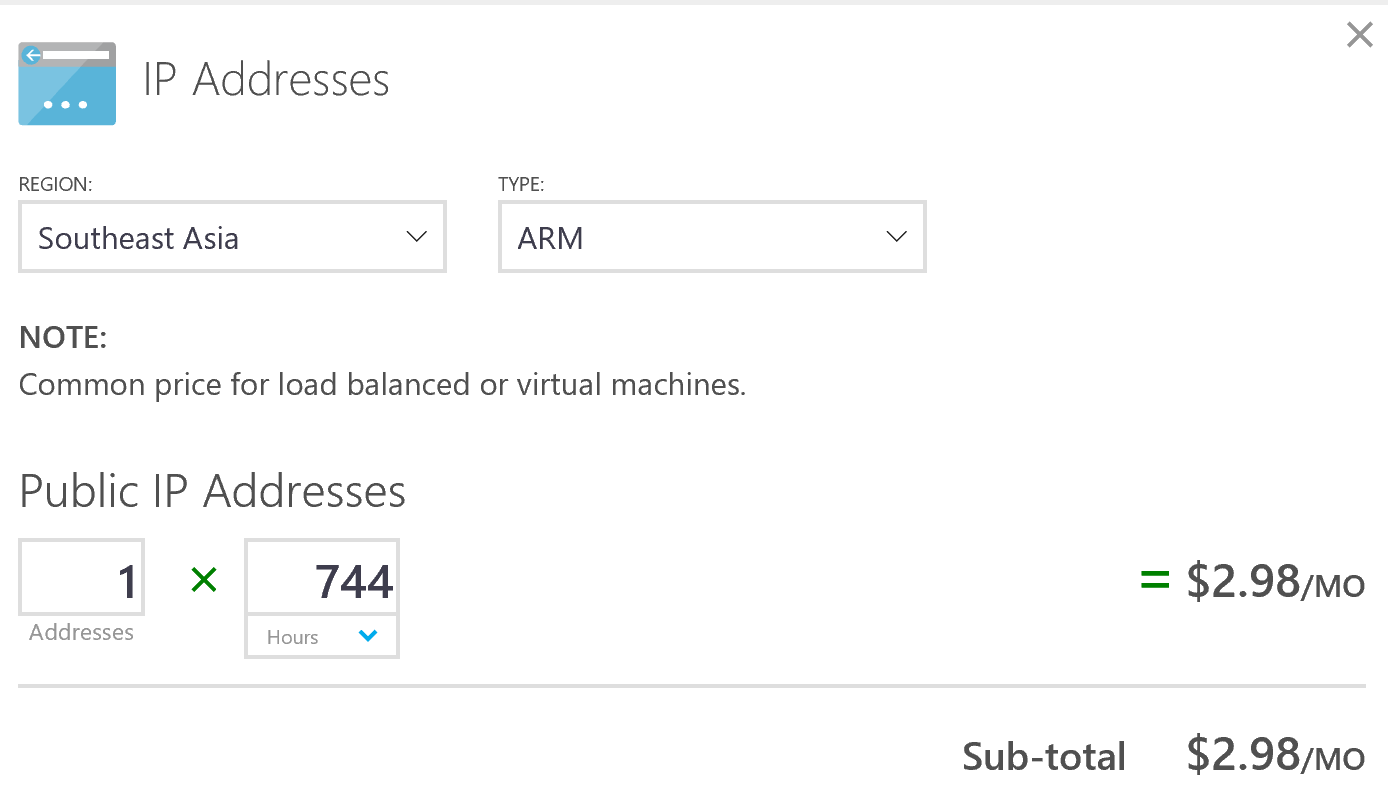 IP Addresses
REGION:
TYPE:
Southeast Asia
ARM
NOTE:
Common price for load balanced or virtual machines.
Public IP Addresses
1 × 744 = $2.98/MO
Addresses
Hours
Sub-total $2.98/MO